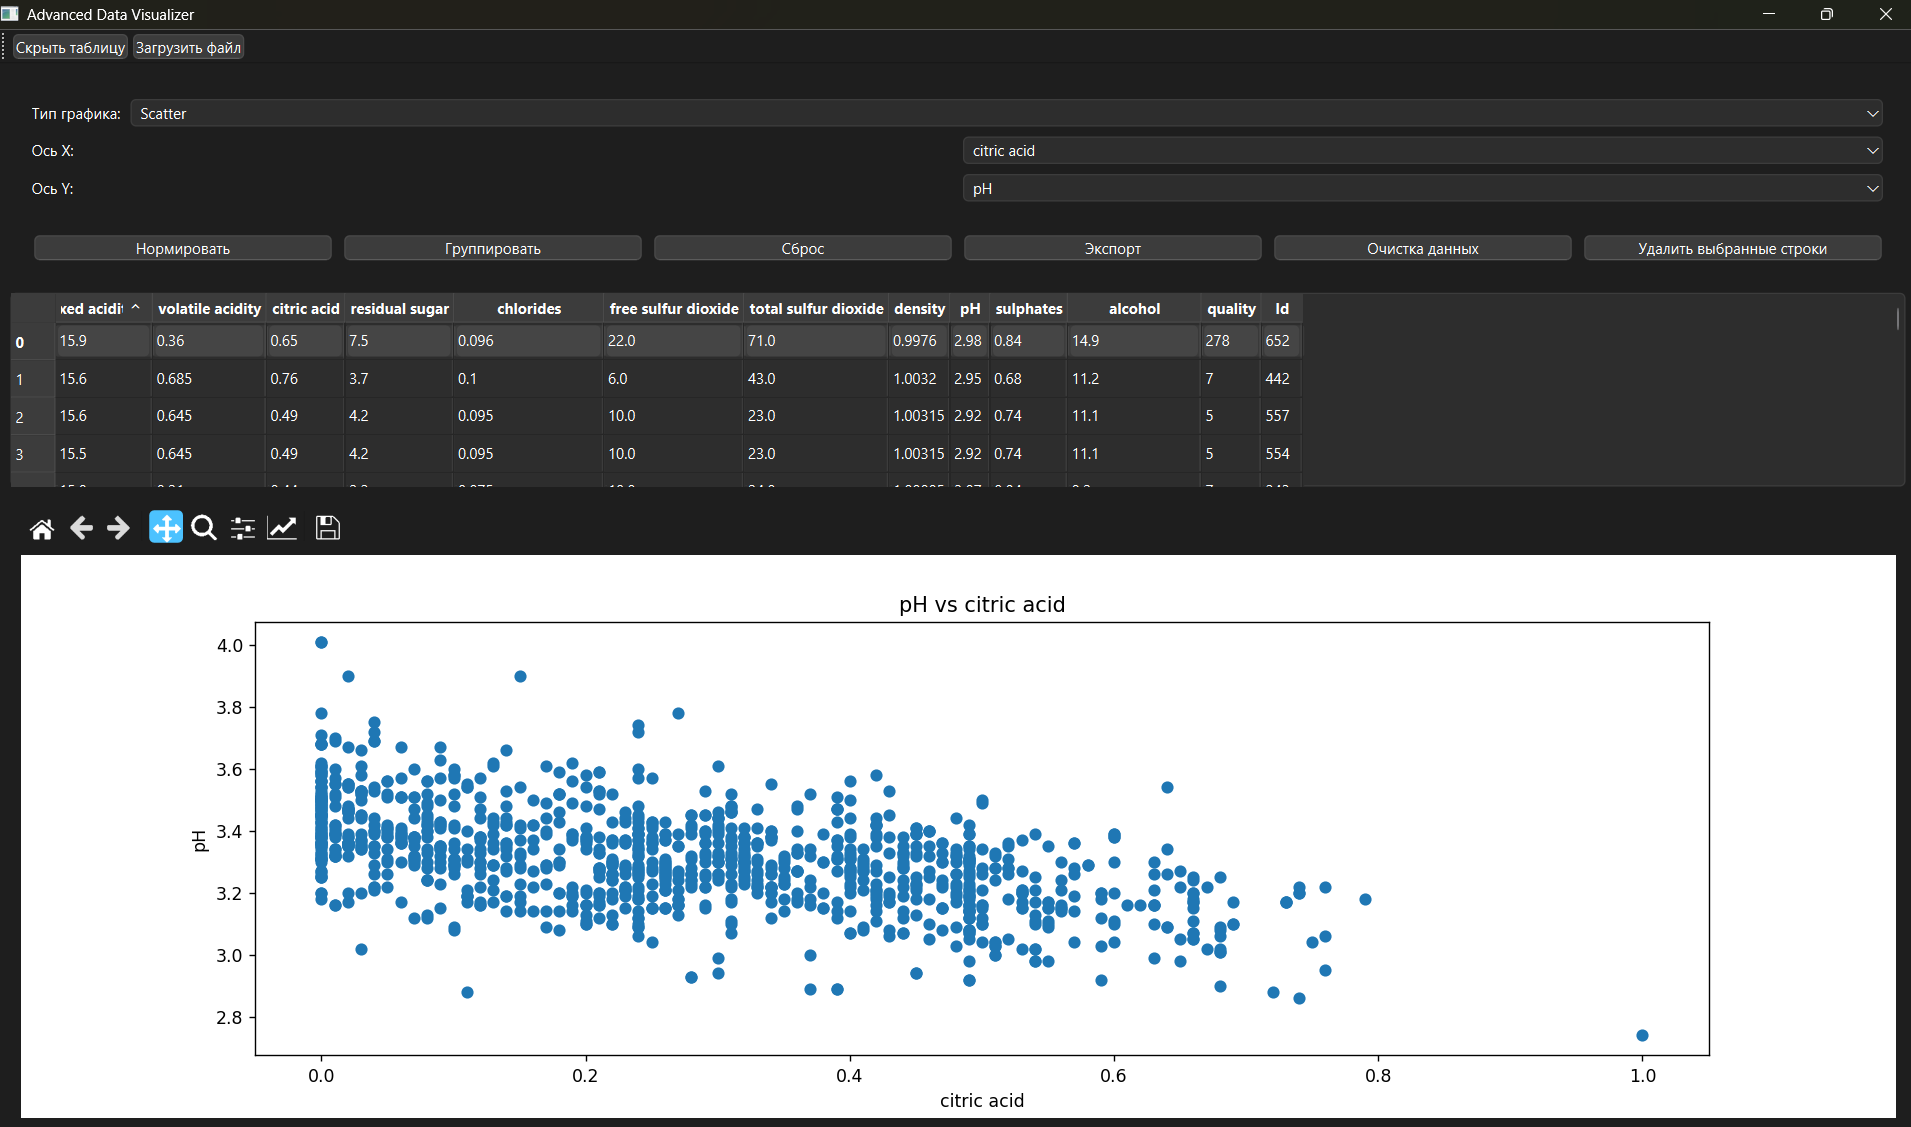 Advanced Data Visualizer
Скрыть таблицу Загрузить файл
Тип графика: Scatter
Ось X: citric acid
Ось Y: pH
Нормировать Группировать Сброс Экспорт Очистка данных Удалить выбранные строки
volatile acidity citric acid residual sugar chlorides free sulfur dioxide total sulfur dioxide density pH sulphates alcohol quality Id
0 15.9 0.36 0.65 7.5 0.096 22.0 71.0 0.9976 2.98 0.84 14.9 278 652
1 15.6 0.685 0.76 3.7 0.1 6.0 43.0 1.0032 2.95 0.68 11.2 7 442
2 15.6 0.645 0.49 4.2 0.095 10.0 23.0 1.00315 2.92 0.74 11.1 5 557
3 15.5 0.645 0.49 4.2 0.095 10.0 23.0 1.00315 2.92 0.74 11.1 5 554
pH vs citric acid
4.0
3.8
3.6
3.4
3.2
3.0
2.8
pH
0.0 0.2 0.4 0.6 0.8 1.0
citric acid